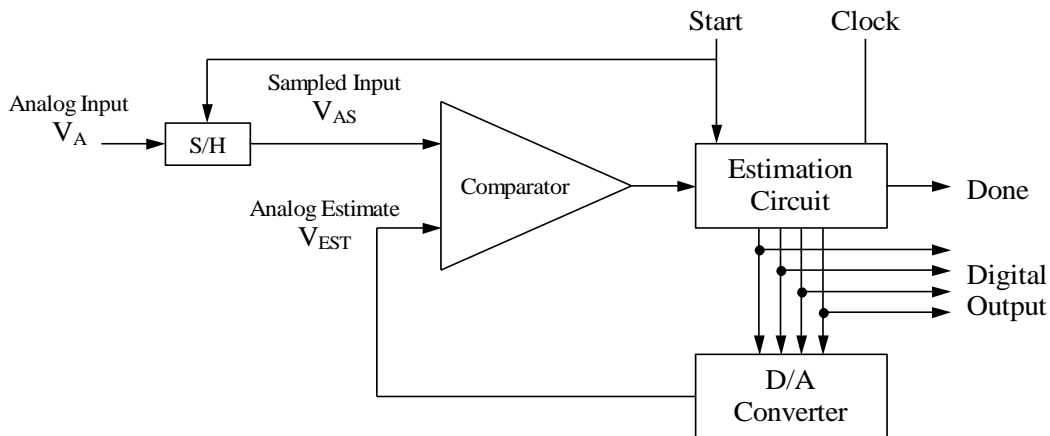 Start
Clock
Sampled Input
V_AS
Analog Input
V_A
S/H
Comparator
Estimation
Circuit
Done
Analog Estimate
V_EST
Digital
Output
D/A
Converter